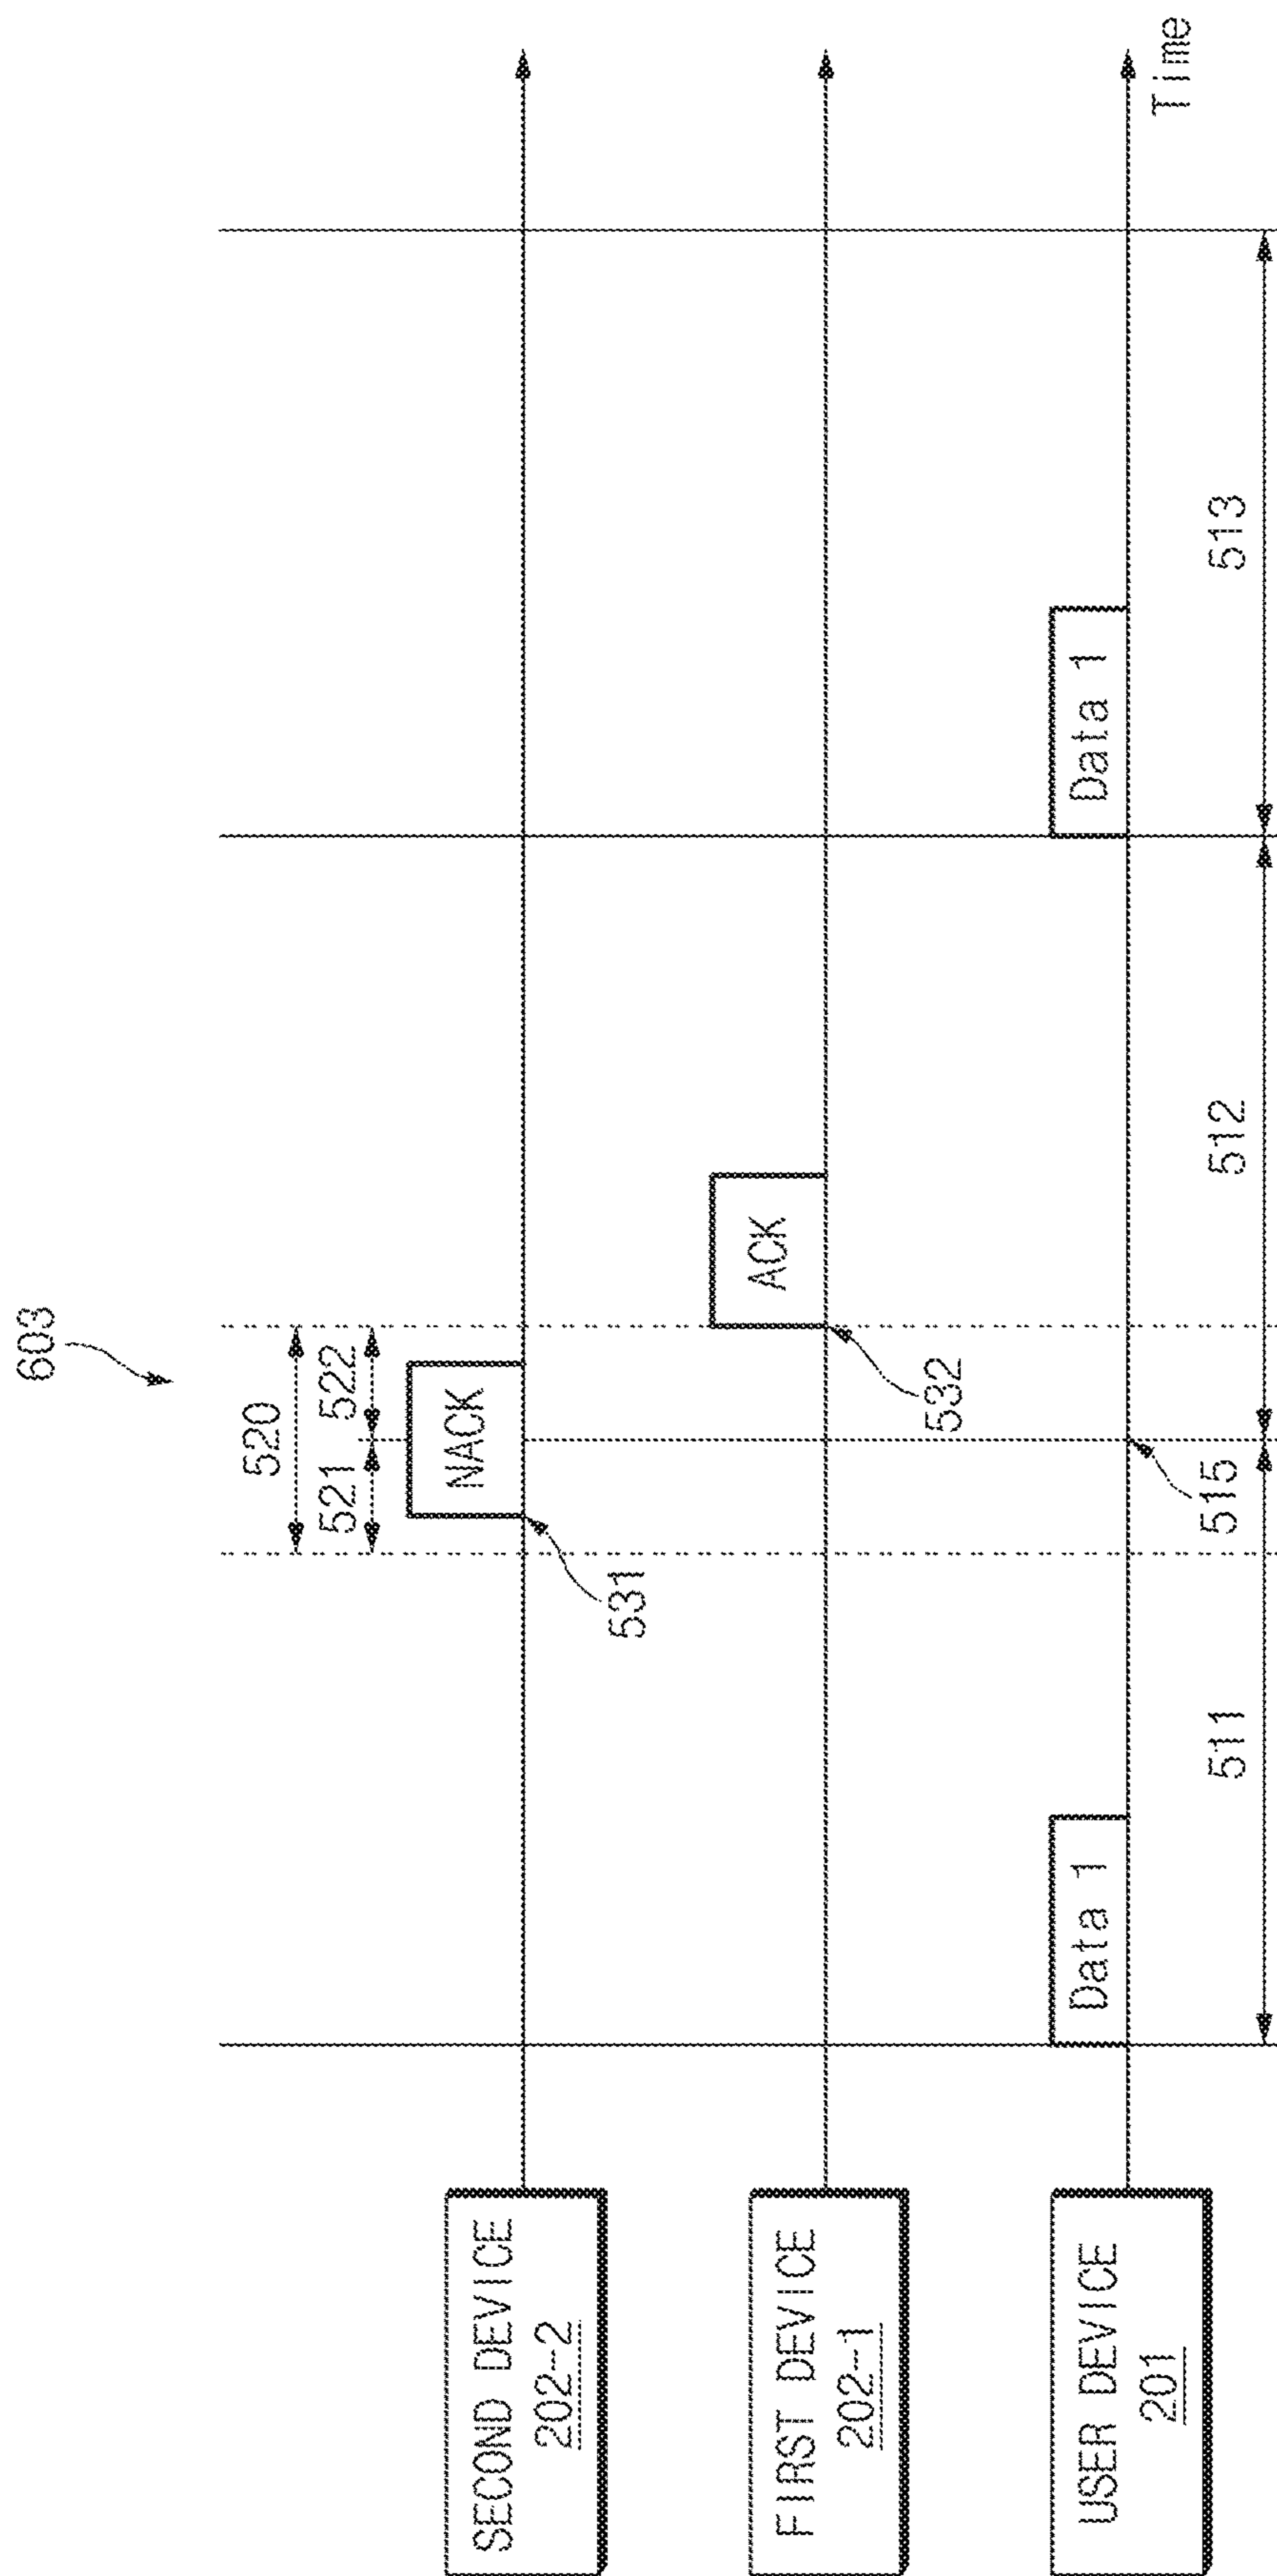 603
520
521
522
SECOND DEVICE
202-2
NACK
531
FIRST DEVICE
202-1
ACK
532
USER DEVICE
201
Data 1
Data 1
Time
515
511
512
513